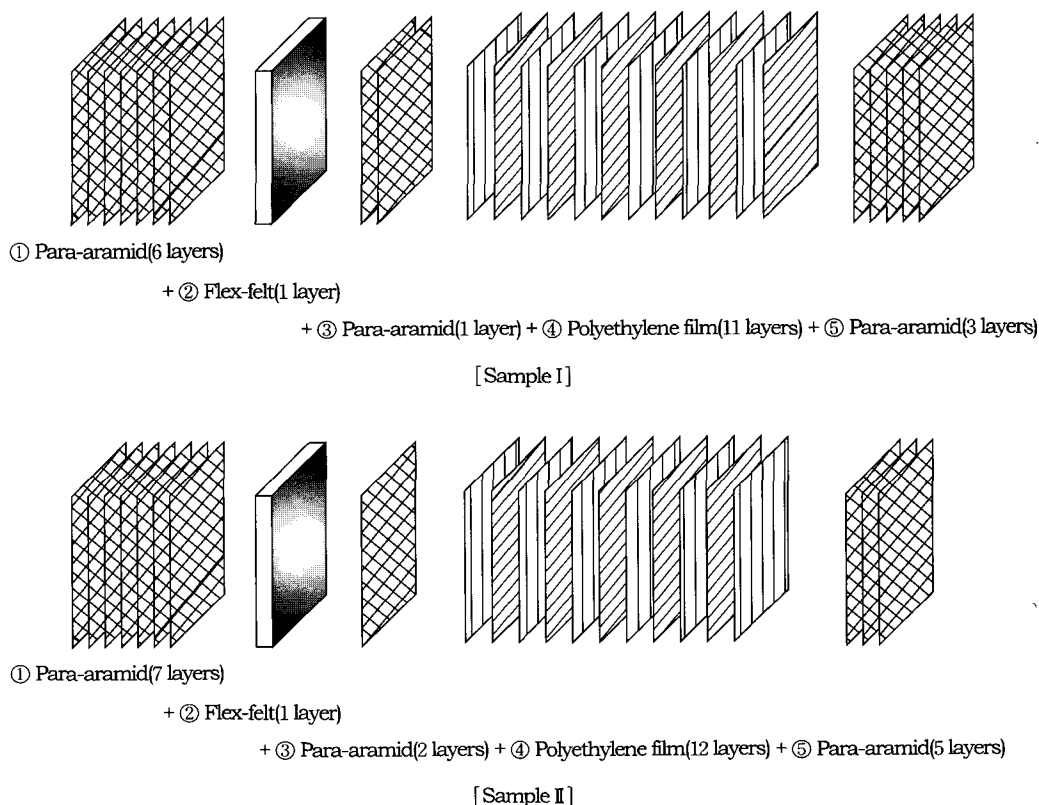 ① Para-aramid(6 layers)
+ ② Flex-felt(1 layer)
+ ③ Para-aramid(1 layer) + ④ Polyethylene film(11 layers) + ⑤ Para-aramid(3 layers)
[Sample Ⅰ]
① Para-aramid(7 layers)
+ ② Flex-felt(1 layer)
+ ③ Para-aramid(2 layers) + ④ Polyethylene film(12 layers) + ⑤ Para-aramid(5 layers)
[Sample Ⅱ]